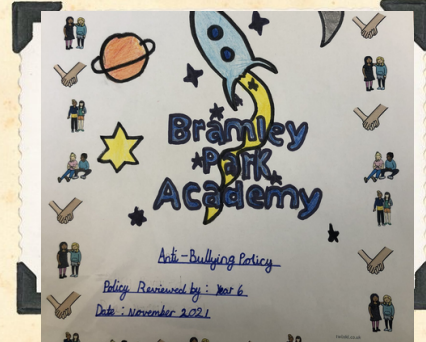 Bramley
Park
Academy
Anti-Bullying Policy
Policy Reviewed by: Year 6
Date: November 2021